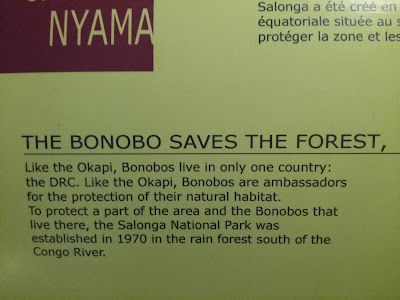 NYAMA
Salonga a été créé en
équatoriale située au s
protéger la zone et les
THE BONOBO SAVES THE FOREST,
Like the Okapi, Bonobos live in only one country:
the DRC. Like the Okapi, Bonobos are ambassadors
for the protection of their natural habitat.
To protect a part of the area and the Bonobos that
live there, the Salonga National Park was
established in 1970 in the rain forest south of the
Congo River.